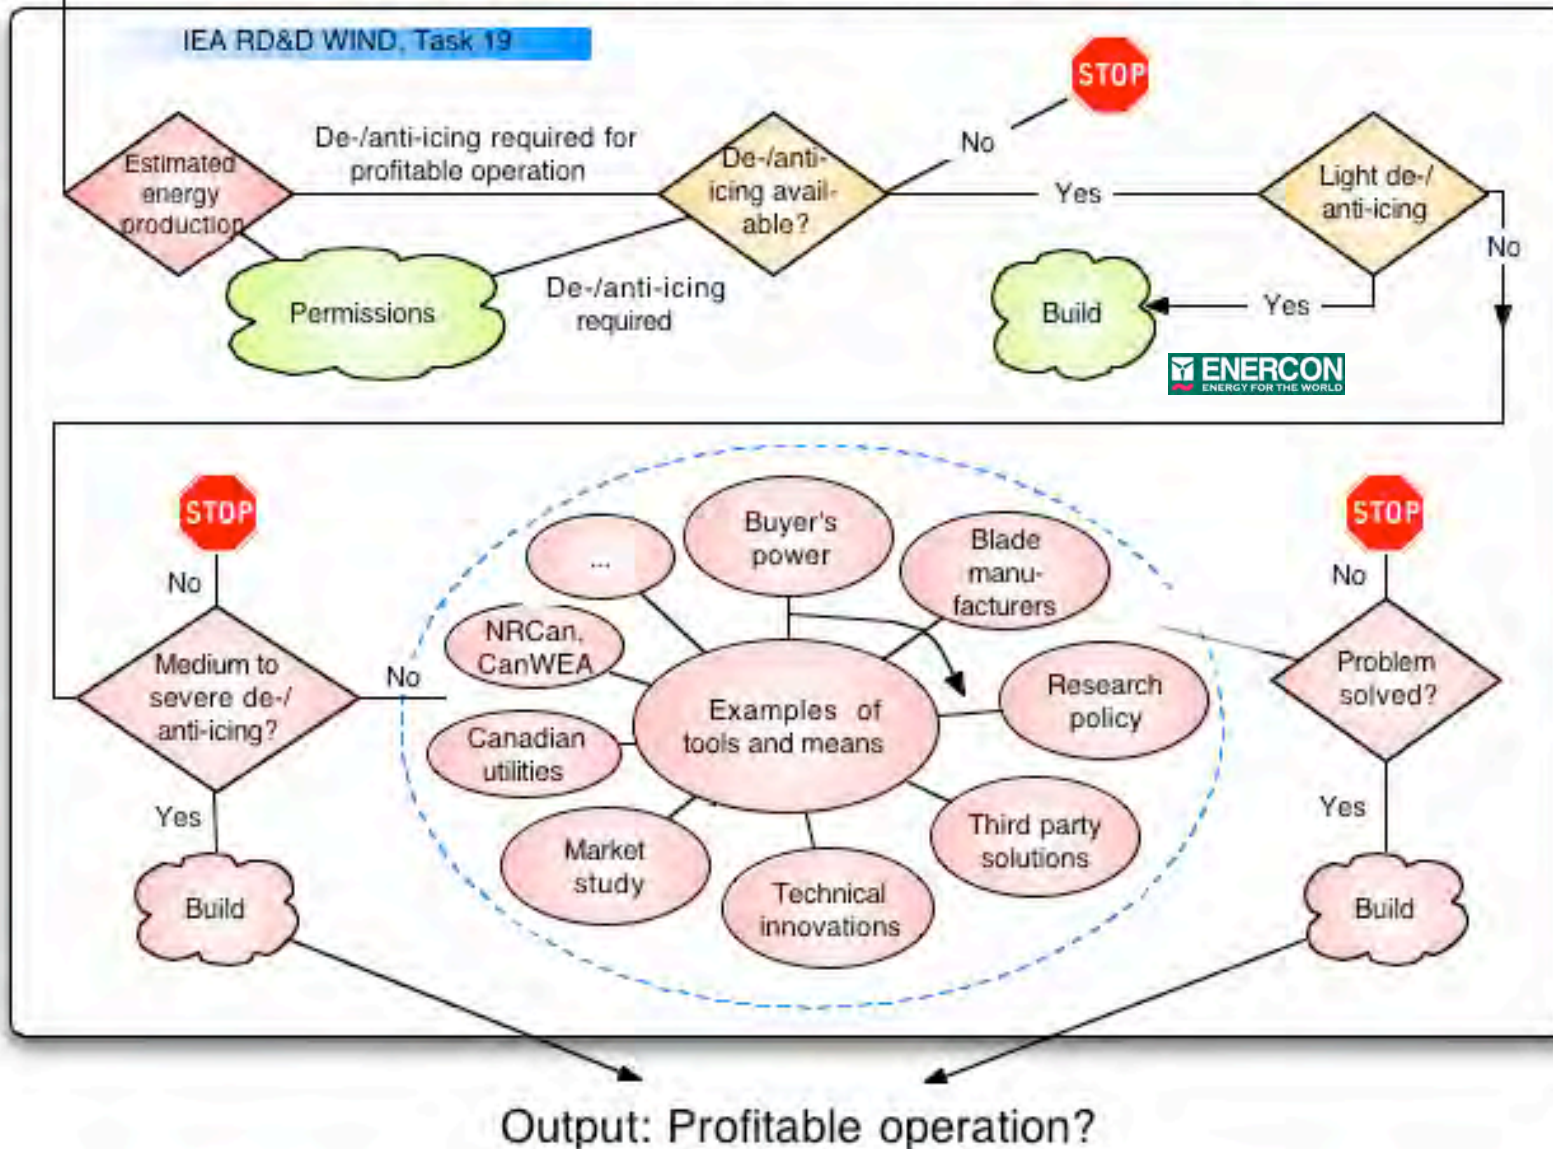 IEA RD&D WIND, Task 19
STOP
De-/anti-icing required for
profitable operation
No
Estimated
energy
production
De-/anti-
icing avail-
able?
Yes
Light de-/
anti-icing
No
Permissions
De-/anti-icing
required
Build
Yes
ENERCON
ENERGY FOR THE WORLD
STOP
No
Medium to
severe de-/
anti-icing?
No
Yes
Build
...
Buyer's
power
Blade
manu-
facturers
NRCan,
CanWEA
Examples of
tools and means
Research
policy
Canadian
utilities
Market
study
Technical
innovations
Third party
solutions
STOP
No
Problem
solved?
Yes
Build
Output: Profitable operation?